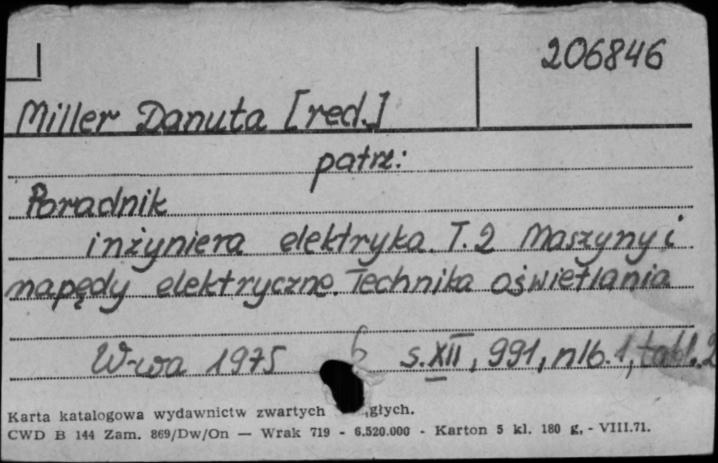 206846
Miller Danuta [red.]
patrz:
Poradnik
inżyniera elektryka. T.2 Maszyny i
napędy elektryczne. Technika oświetlania
W-wa 1975 6 s. XII, 991, nlb. 1, tabl. 2
Karta katalogowa wydawnictw zwartych głych.
CWD B 144 Zam. 869/Dw/On — Wrak 719 - 6.520.000 - Karton 5 kl. 180 g. - VIII.71.